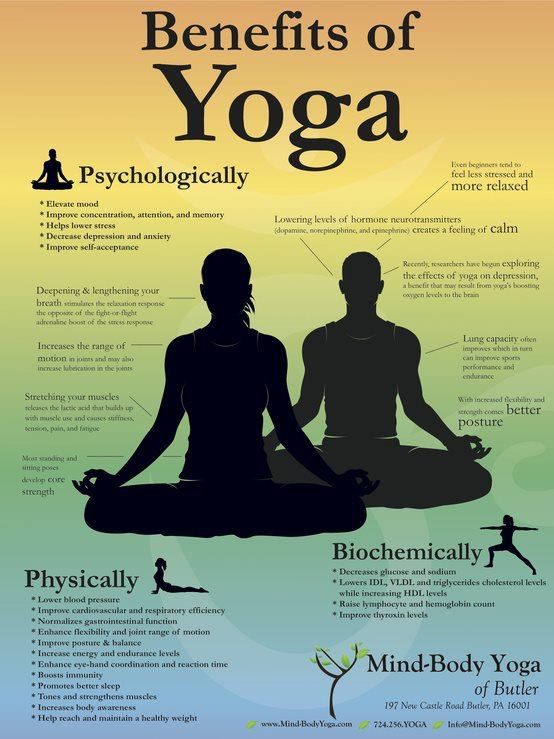 Benefits of
Yoga
Psychologically
* Elevate mood
* Improve concentration, attention, and memory
* Helps lower stress
* Decrease depression and anxiety
* Improve self-acceptance
Even beginners tend to
feel less stressed and
more relaxed
Lowering levels of hormone neurotransmitters
(dopamine, norepinephrine, and epinephrine) creates a feeling of calm
Recently, researchers have begun exploring
the effects of yoga on depression,
a benefit that may result from yoga's boosting
oxygen levels to the brain
Deepening & lengthening your
breath stimulates the relaxation response
the opposite of the fight-or-flight
adrenaline boost of the stress response
Increases the range of
motion in joints and may also
increase lubrication in the joints
Lung capacity often
improves which in turn
can improve sports
performance and
endurance
Stretching your muscles
releases the lactic acid that builds up
with muscle use and causes stiffness,
tension, pain, and fatigue
With increased flexibility and
strength comes better
posture
Most standing and
sitting poses
develop core
strength
Biochemically
* Decreases glucose and sodium
* Lowers IDL, VLDL and triglycerides cholesterol levels
while increasing HDL levels
* Raise lymphocyte and hemoglobin count
* Improve thyroxin levels
Physically
* Lower blood pressure
* Improve cardiovascular and respiratory efficiency
* Normalizes gastrointestinal function
* Enhance flexibility and joint range of motion
* Improve posture & balance
* Increase energy and endurance levels
* Enhance eye-hand coordination and reaction time
* Boosts immunity
* Promotes better sleep
* Tones and strengthens muscles
* Increases body awareness
* Help reach and maintain a healthy weight
Mind-Body Yoga
of Butler
197 New Castle Road Butler, PA 16001
www.Mind-BodyYoga.com 724.256.YOGA Info@Mind-BodyYoga.com